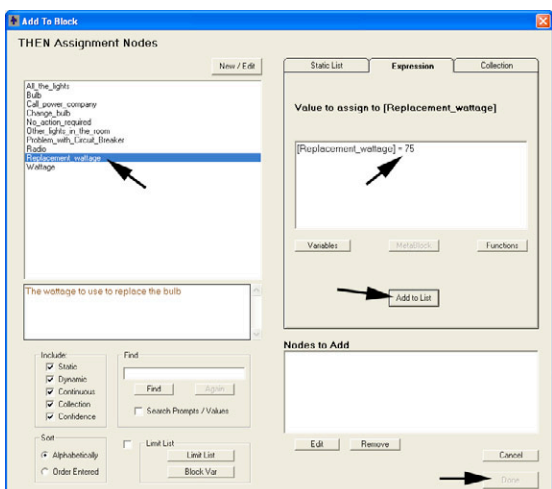 Add To Block
THEN Assignment Nodes
New / Edit
All_the_lights
Bulb
Call_power_company
Change_bulb
No_action_required
Other_lights_in_the_room
Problem_with_Circuit_Breaker
Radio
Replacement_wattage
Wattage
The wattage to use to replace the bulb
Include:
Static
Dynamic
Continuous
Collection
Confidence
Find
Find
Again
Search Prompts / Values
Sort
Alphabetically
Order Entered
Limit List
Limit List
Block Var
Static List
Expression
Collection
Value to assign to [Replacement_wattage]
[Replacement_wattage] = 75
Variables
MetaBlock
Functions
Add to List
Nodes to Add
Edit
Remove
Cancel
Done